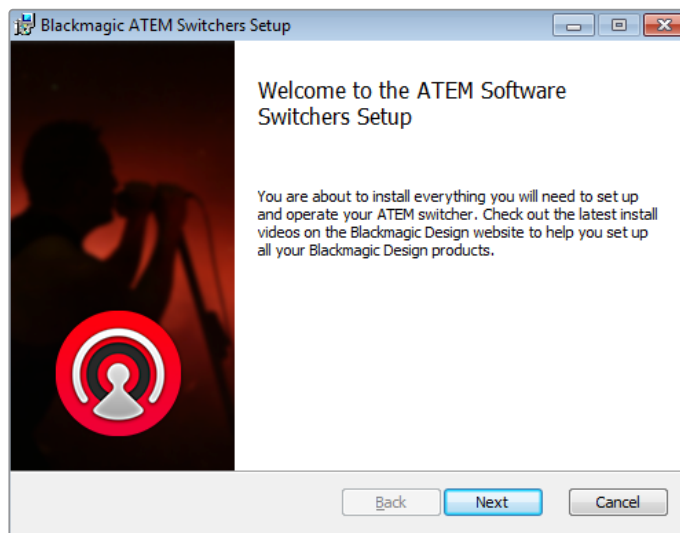 Blackmagic ATEM Switchers Setup
Welcome to the ATEM Software
Switchers Setup
You are about to install everything you will need to set up
and operate your ATEM switcher. Check out the latest install
videos on the Blackmagic Design website to help you set up
all your Blackmagic Design products.
Back Next Cancel